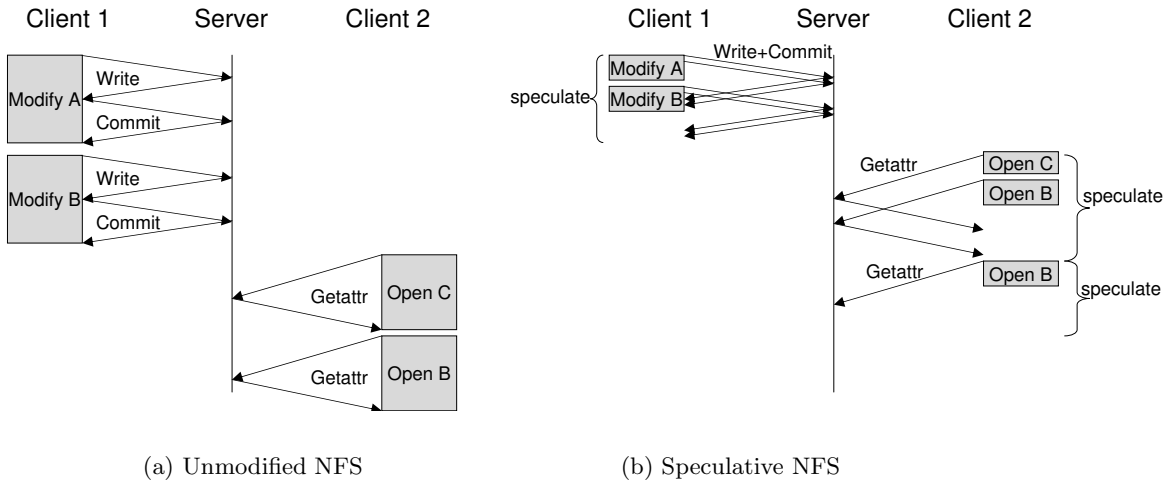 Client 1 Server Client 2
Write
Modify A
Commit
Write
Modify B
Commit
Open C
Getattr
Open B
Getattr
(a) Unmodified NFS
Client 1 Server Client 2
Write+Commit
Modify A
speculate
Modify B
Getattr
Open C
Open B
speculate
Getattr
Open B
speculate
(b) Speculative NFS